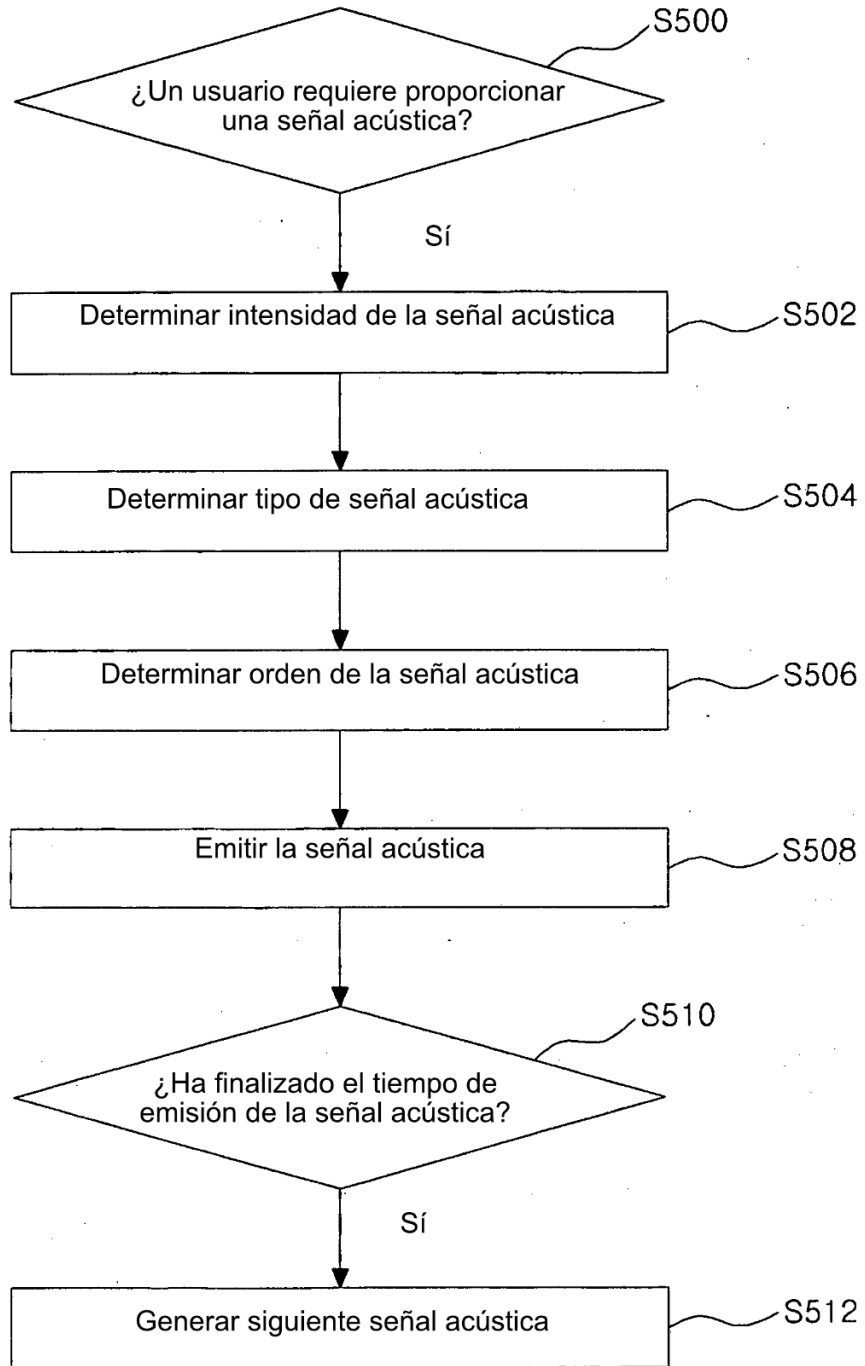 S500
¿Un usuario requiere proporcionar
una señal acústica?
Sí
Determinar intensidad de la señal acústica
S502
Determinar tipo de señal acústica
S504
Determinar orden de la señal acústica
S506
Emitir la señal acústica
S508
S510
¿Ha finalizado el tiempo de
emisión de la señal acústica?
Sí
Generar siguiente señal acústica
S512